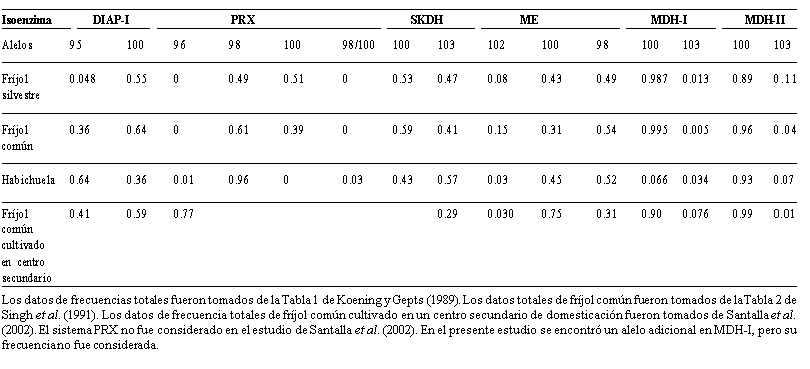 Isoenzima DIAP-I PRX SKDH ME MDH-I MDH-II
Alelos 95 100 96 98 100 98/100 100 103 102 100 98 100 103 100 103
Fríjol silvestre 0.048 0.55 0 0.49 0.51 0 0.53 0.47 0.08 0.43 0.49 0.987 0.013 0.89 0.11
Fríjol común 0.36 0.64 0 0.61 0.39 0 0.59 0.41 0.15 0.31 0.54 0.995 0.005 0.96 0.04
Habichuela 0.64 0.36 0.01 0.96 0 0.03 0.43 0.57 0.03 0.45 0.52 0.066 0.034 0.93 0.07
Fríjol común cultivado en centro secundario 0.41 0.59 0.77 0.29 0.030 0.75 0.31 0.90 0.076 0.99 0.01
Los datos de frecuencias totales fueron tomados de la Tabla 1 de Koening y Gepts (1989). Los datos totales de fríjol común fueron tomados de la Tabla 2 de
Singh et al. (1991). Los datos de frecuencia totales de fríjol común cultivado en un centro secundario de domesticación fueron tomados de Santalla et al.
(2002). El sistema PRX no fue considerado en el estudio de Santalla et al. (2002). En el presente estudio se encontró un alelo adicional en MDH-I, pero su
frecuencia no fue considerada.